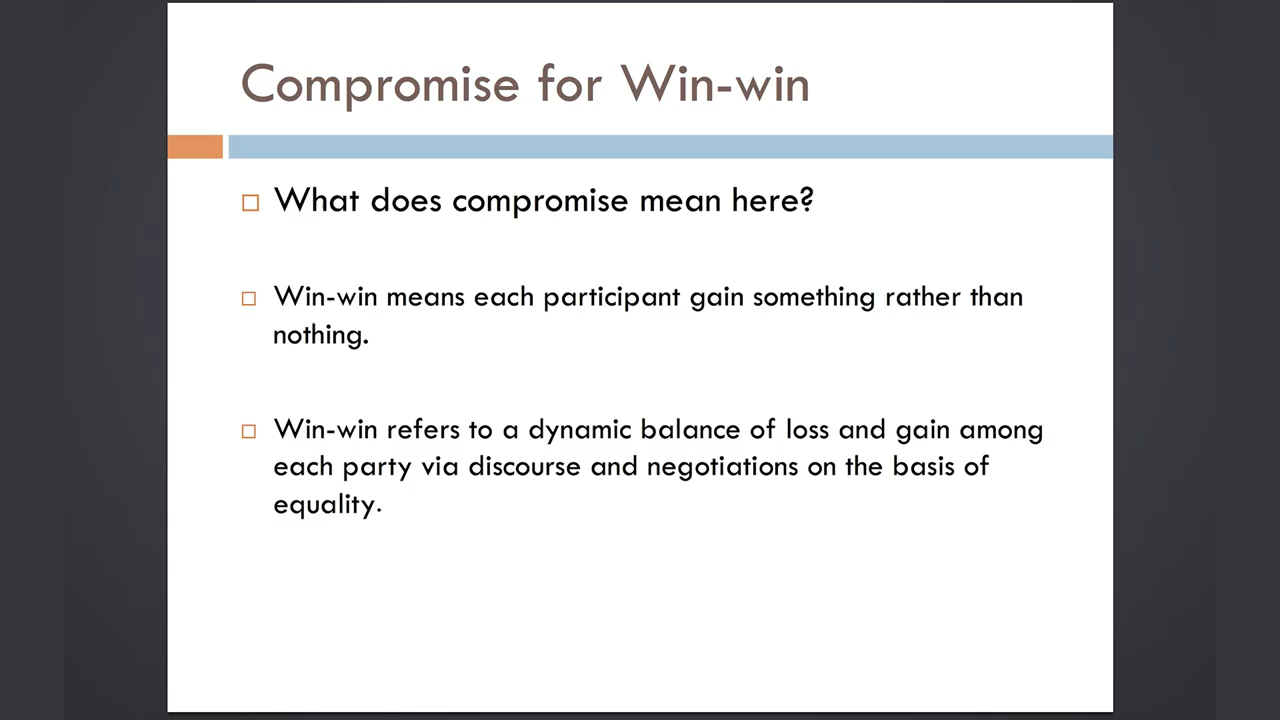 Compromise for Win-win
What does compromise mean here?
Win-win means each participant gain something rather than
nothing.
Win-win refers to a dynamic balance of loss and gain among
each party via discourse and negotiations on the basis of
equality.